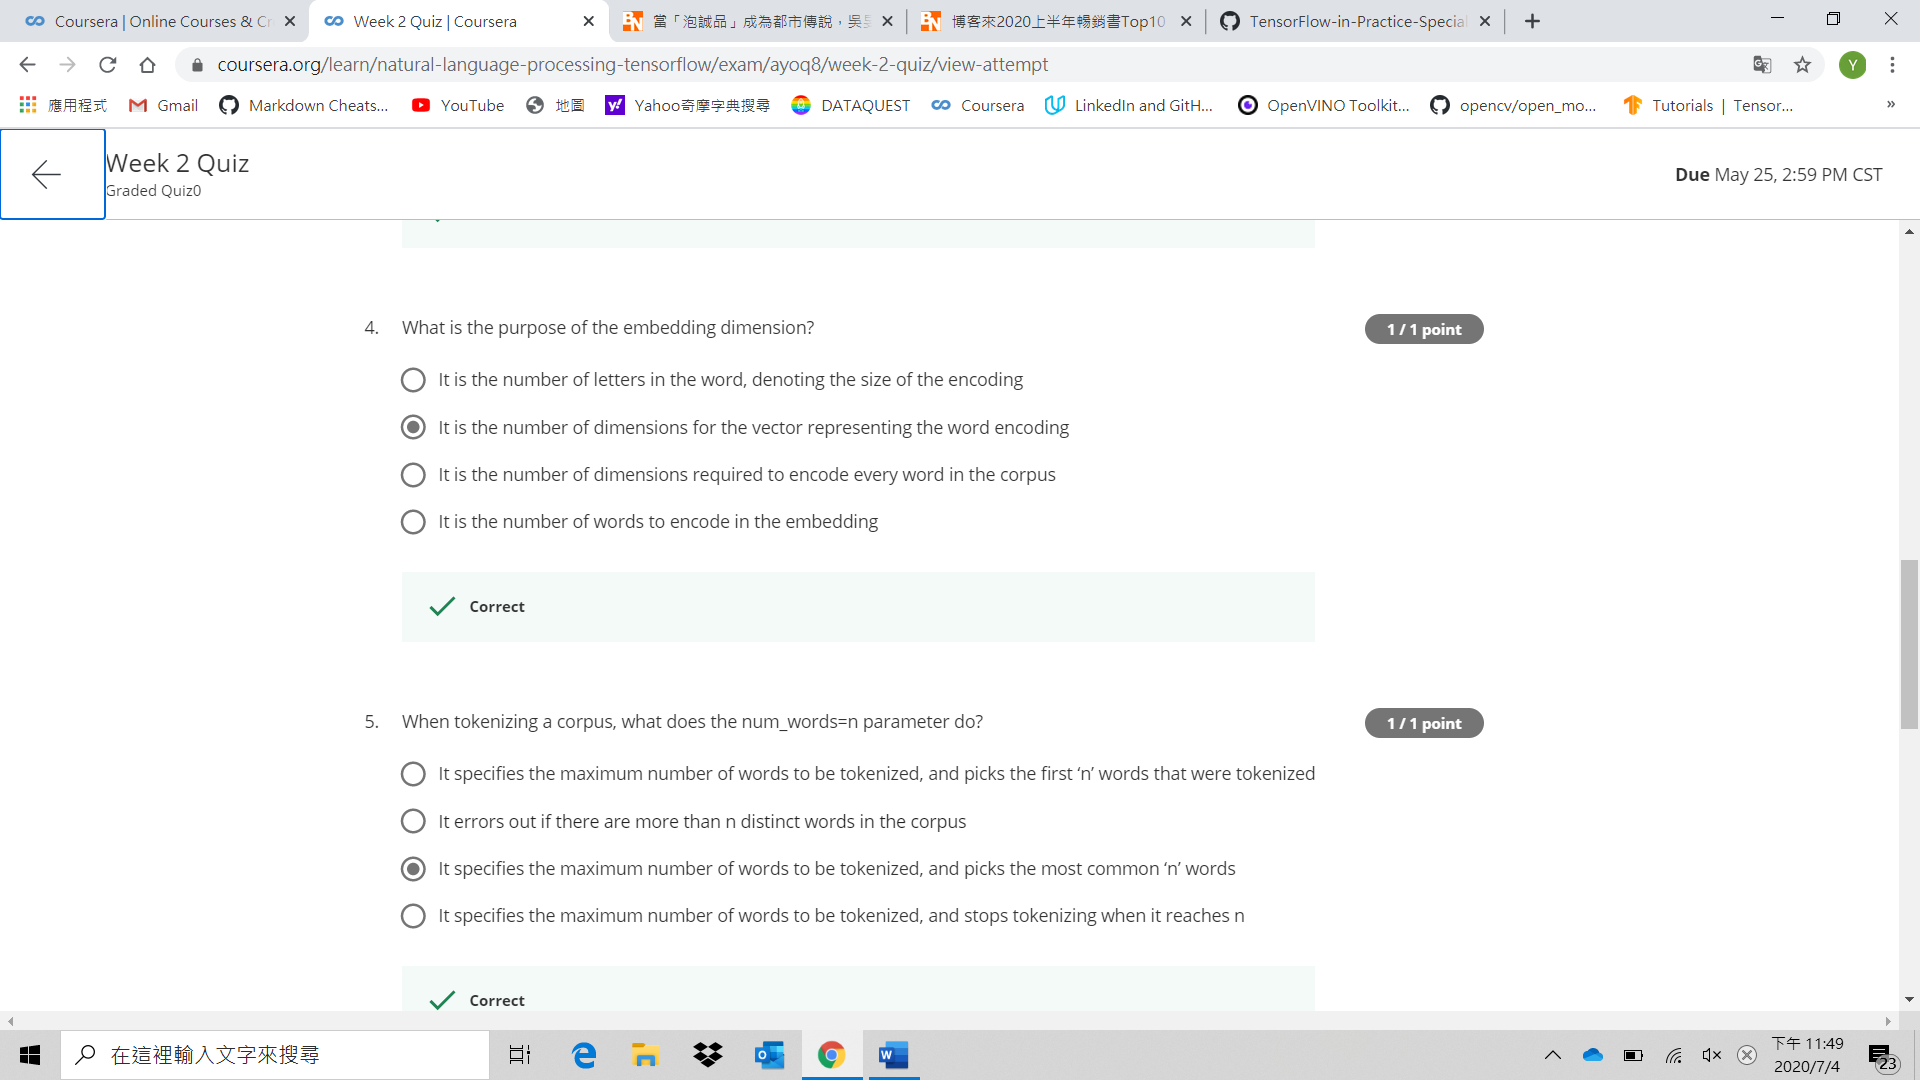 Coursera | Online Courses & Cr
Week 2 Quiz | Coursera
當「泡誠品」成為都市傳說，吳旻
博客來2020上半年暢銷書Top10
TensorFlow-in-Practice-Special
coursera.org/learn/natural-language-processing-tensorflow/exam/ayoq8/week-2-quiz/view-attempt
Y
應用程式
Gmail
Markdown Cheats...
YouTube
地圖
Yahoo奇摩字典搜尋
DATAQUEST
Coursera
LinkedIn and GitH...
OpenVINO Toolkit...
opencv/open_mo...
Tutorials | Tensor...
»
Week 2 Quiz
Graded Quiz0
Due May 25, 2:59 PM CST
4. What is the purpose of the embedding dimension?
1 / 1 point
It is the number of letters in the word, denoting the size of the encoding
It is the number of dimensions for the vector representing the word encoding
It is the number of dimensions required to encode every word in the corpus
It is the number of words to encode in the embedding
Correct
5. When tokenizing a corpus, what does the num_words=n parameter do?
1 / 1 point
It specifies the maximum number of words to be tokenized, and picks the first ‘n’ words that were tokenized
It errors out if there are more than n distinct words in the corpus
It specifies the maximum number of words to be tokenized, and picks the most common ‘n’ words
It specifies the maximum number of words to be tokenized, and stops tokenizing when it reaches n
Correct
在這裡輸入文字來搜尋
下午 11:49
2020/7/4
23